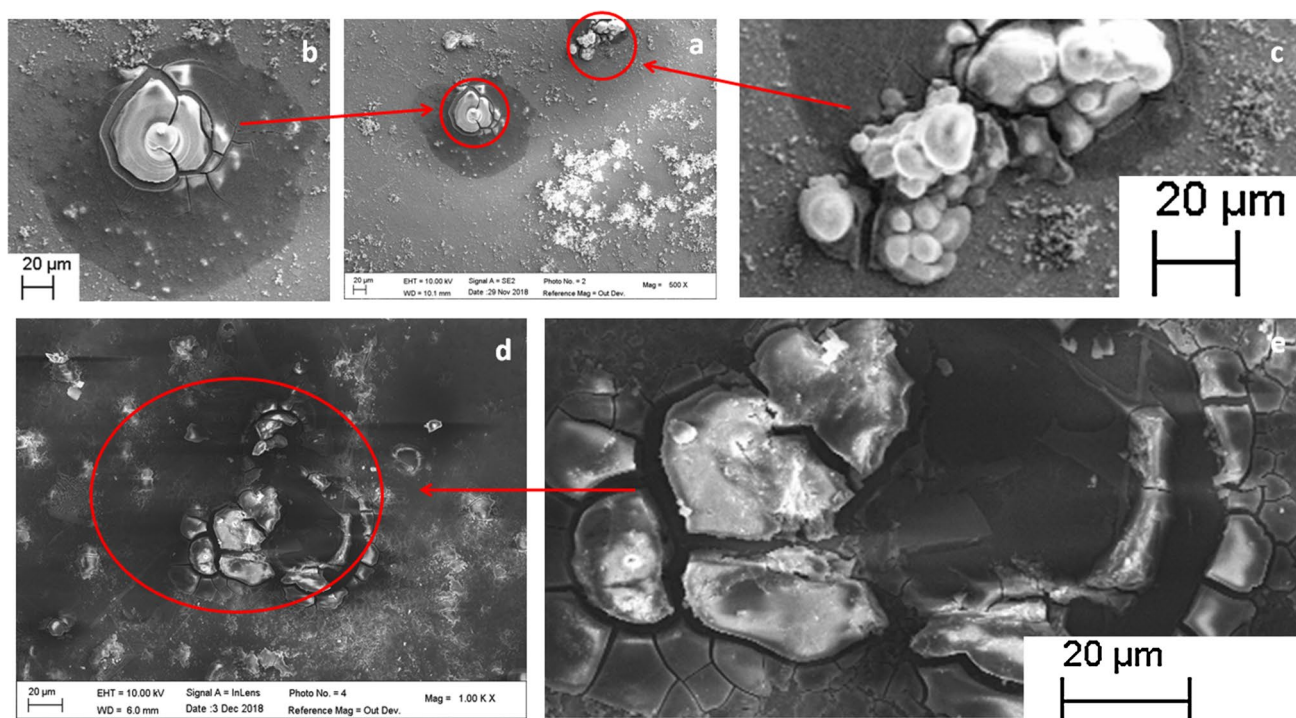 b
20 µm
a
20 µm EHT = 10.00 kV Signal A = SE2 Photo No. = 2
WD = 10.1 mm Date :29 Nov 2018 Reference Mag = Out Dev. Mag = 500 X
c
20 µm
d
20 µm EHT = 10.00 kV Signal A = InLens Photo No. = 4 Mag = 1.00 K X
WD = 6.0 mm Date :3 Dec 2018 Reference Mag = Out Dev.
e
20 µm